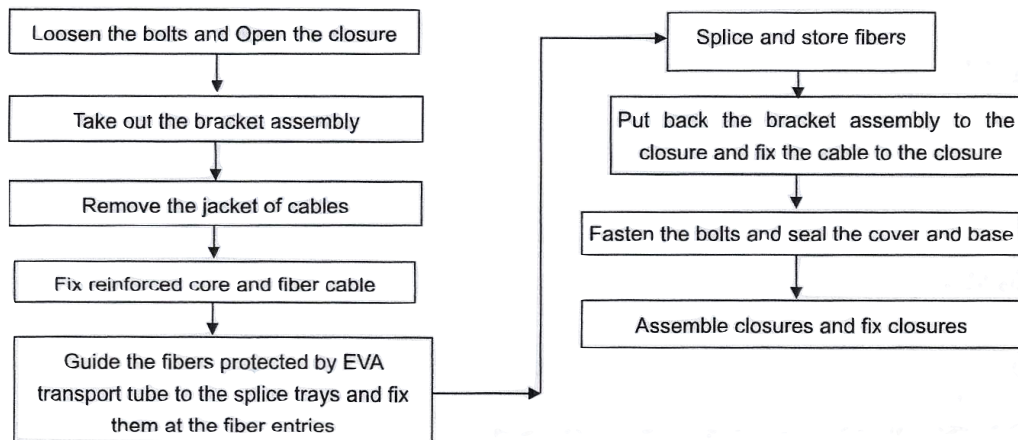 Loosen the bolts and Open the closure
Take out the bracket assembly
Remove the jacket of cables
Fix reinforced core and fiber cable
Guide the fibers protected by EVA
transport tube to the splice trays and fix
them at the fiber entries
Splice and store fibers
Put back the bracket assembly to the
closure and fix the cable to the closure
Fasten the bolts and seal the cover and base
Assemble closures and fix closures